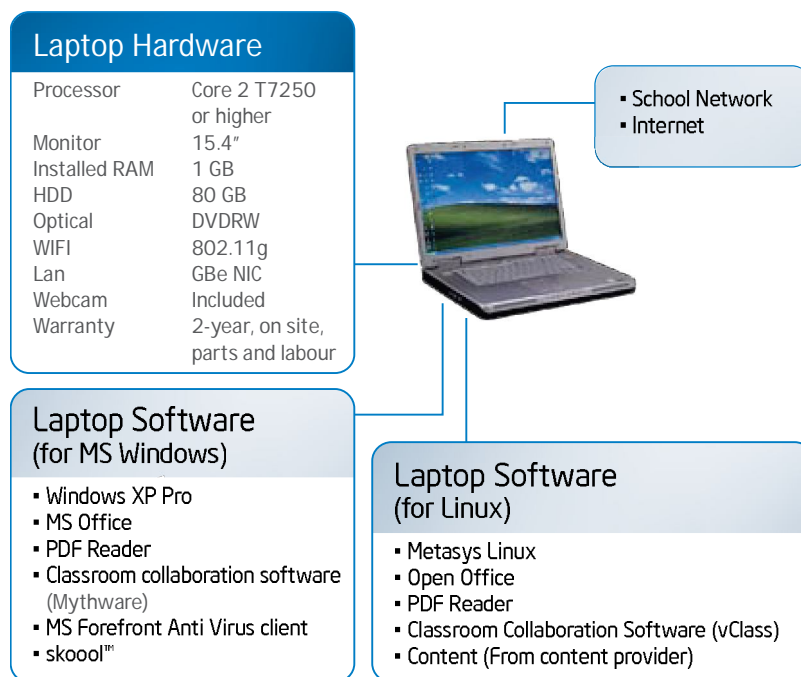 Laptop Hardware
Processor Core 2 T7250
or higher
Monitor 15.4"
Installed RAM 1 GB
HDD 80 GB
Optical DVDRW
WIFI 802.11g
Lan GBe NIC
Webcam Included
Warranty 2-year, on site,
parts and labour
▪ School Network
▪ Internet
Laptop Software
(for MS Windows)
▪ Windows XP Pro
▪ MS Office
▪ PDF Reader
▪ Classroom collaboration software
(Mythware)
▪ MS Forefront Anti Virus client
▪ skoool™
Laptop Software
(for Linux)
▪ Metasys Linux
▪ Open Office
▪ PDF Reader
▪ Classroom Collaboration Software (vClass)
▪ Content (From content provider)